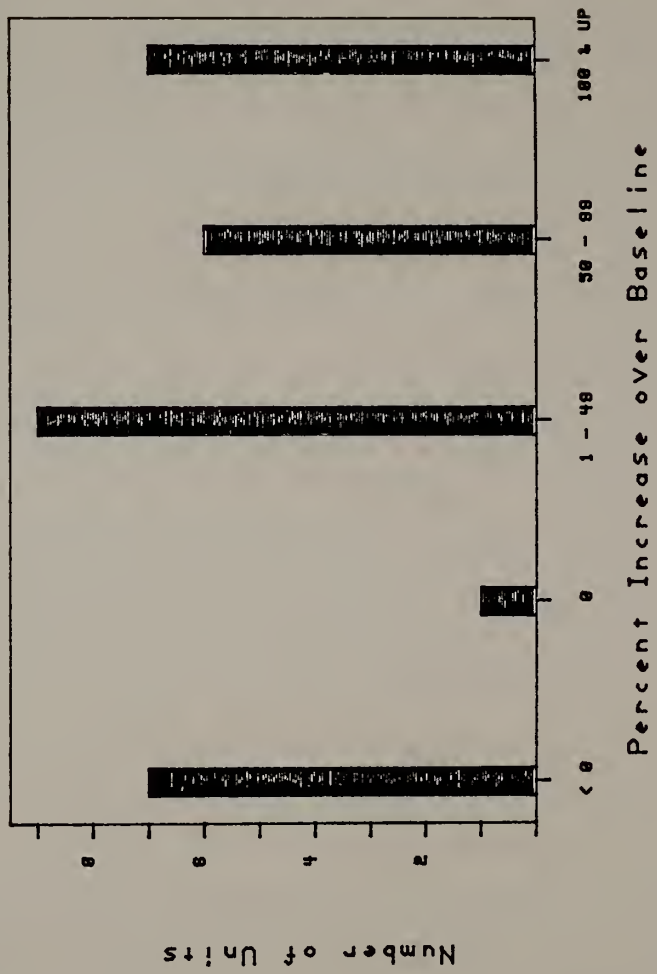 Number of Units
8
6
4
2
< 0
0
1 - 49
50 - 99
100 & UP
Percent Increase over Baseline